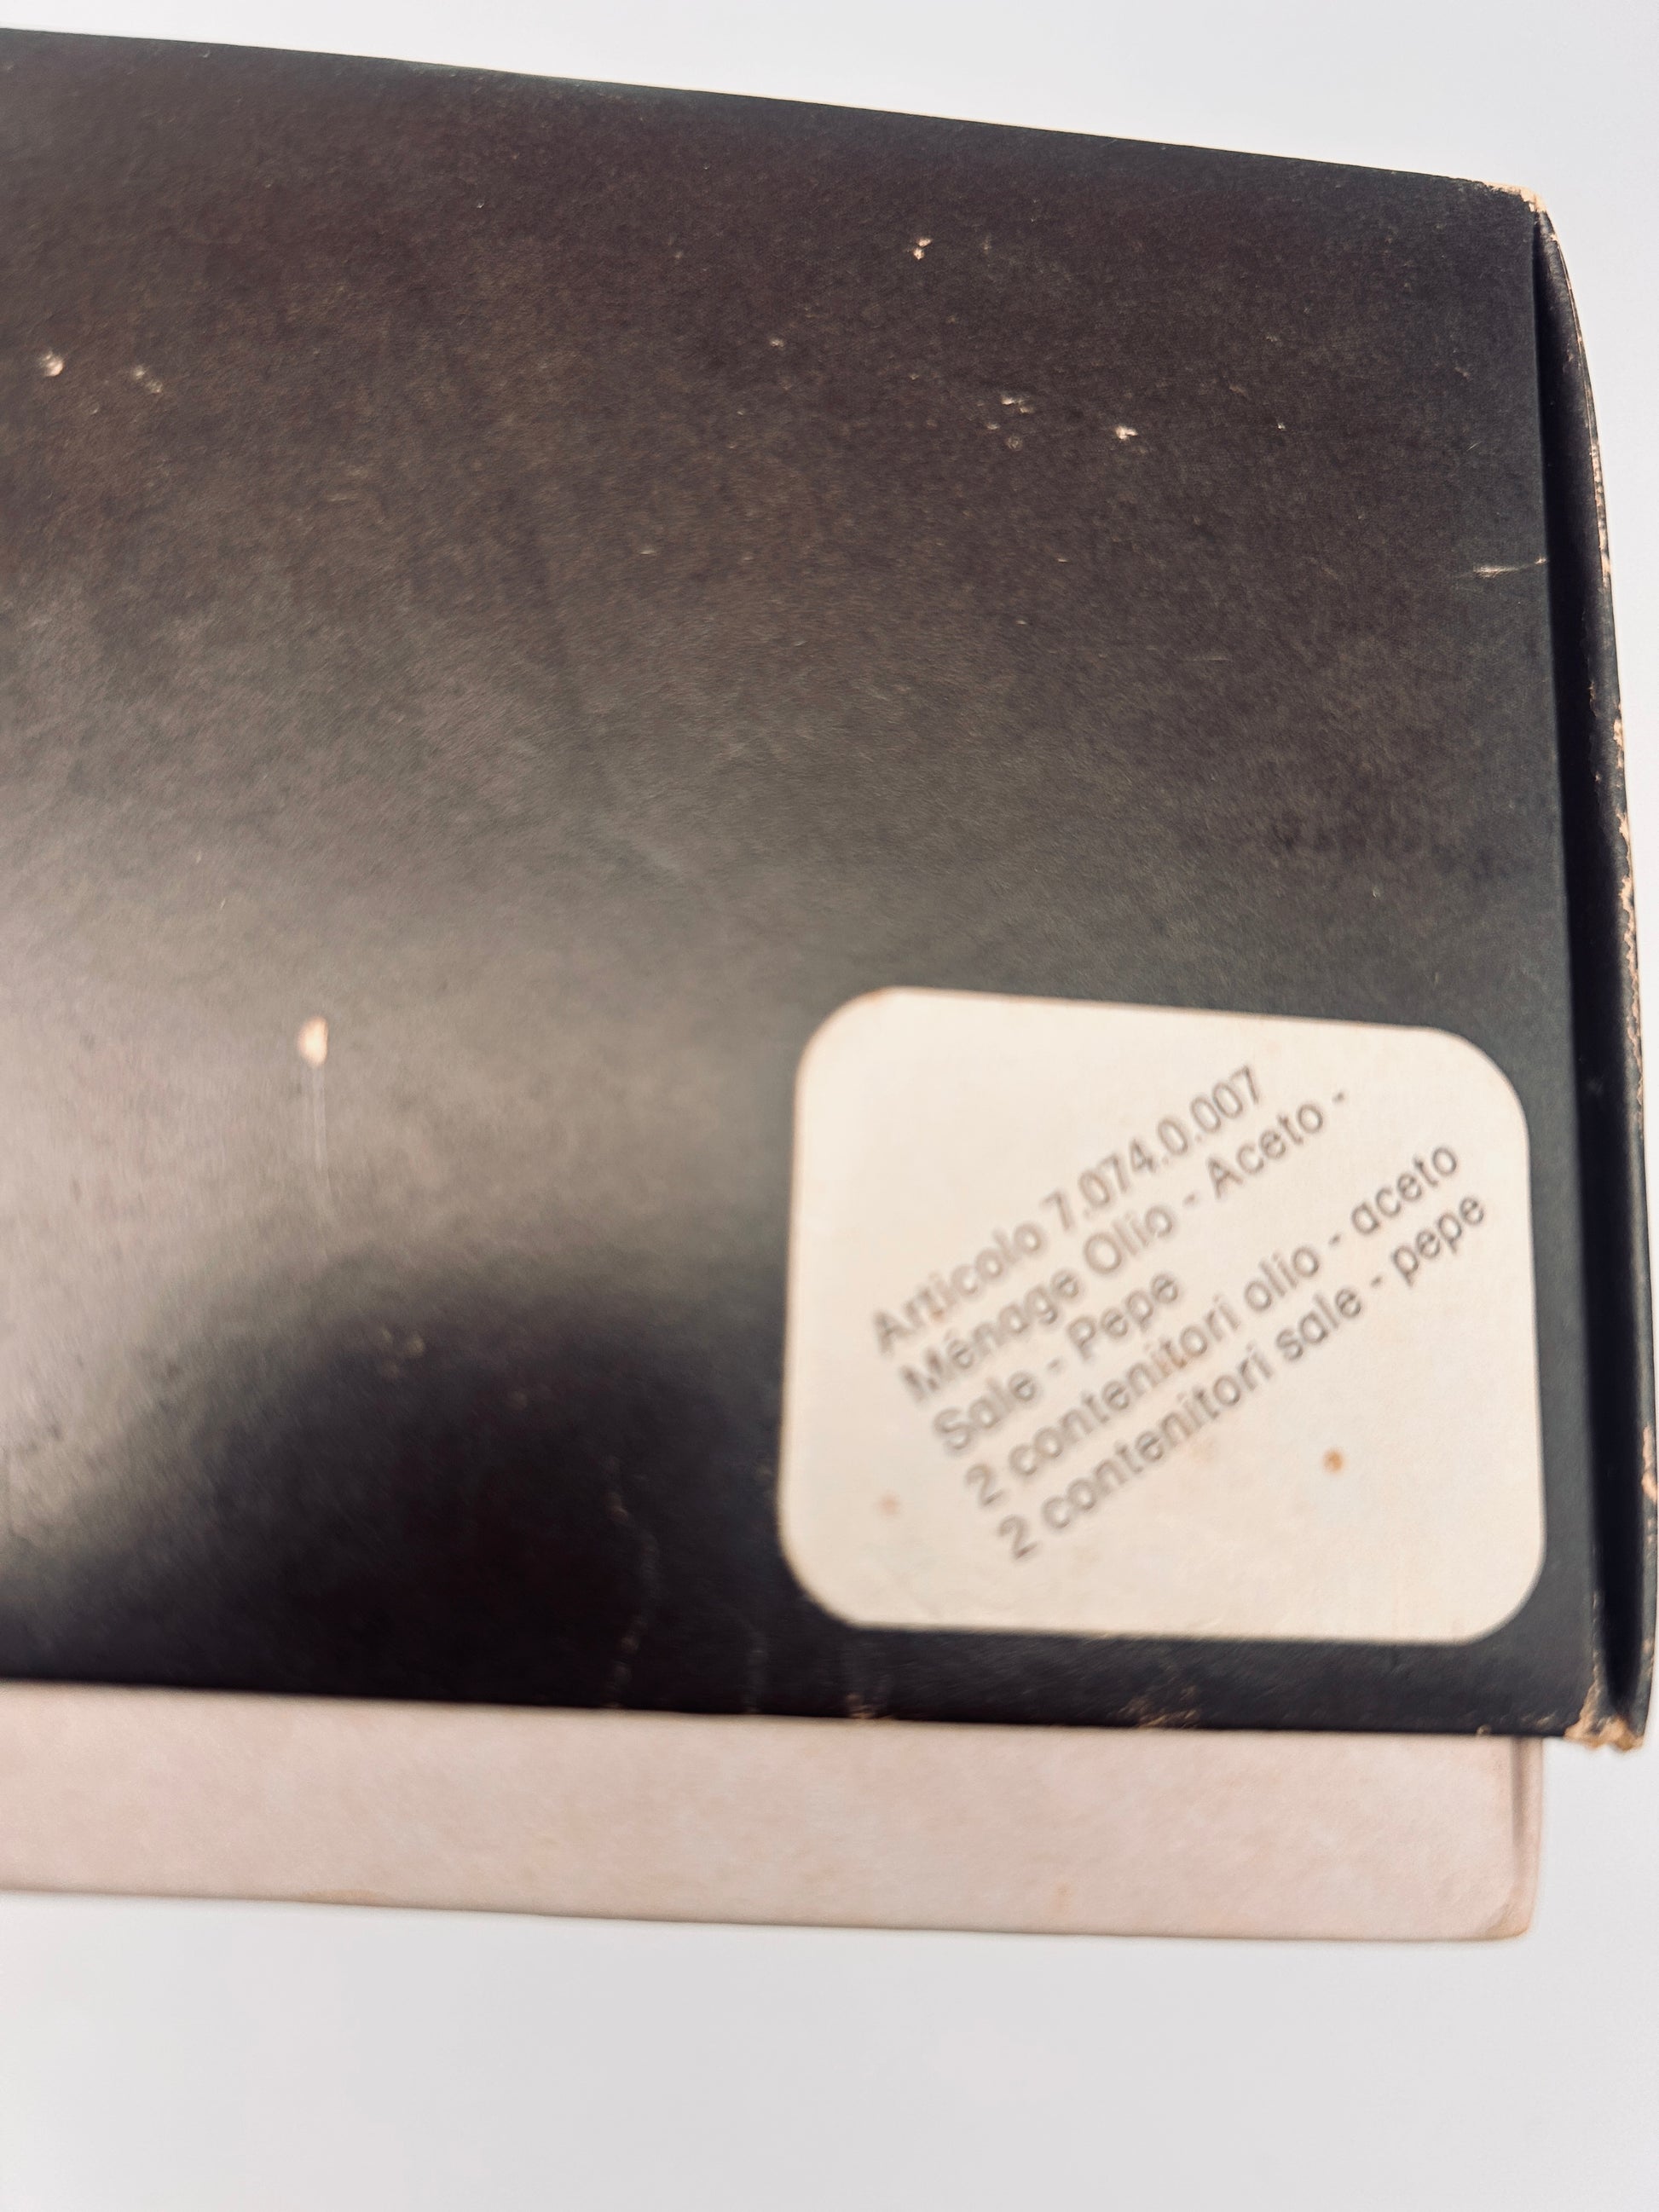 Articolo 7.074.0.007
Ménage Olio - Aceto -
Sale - Pepe
2 contenitori olio - aceto
2 contenitori sale - pepe